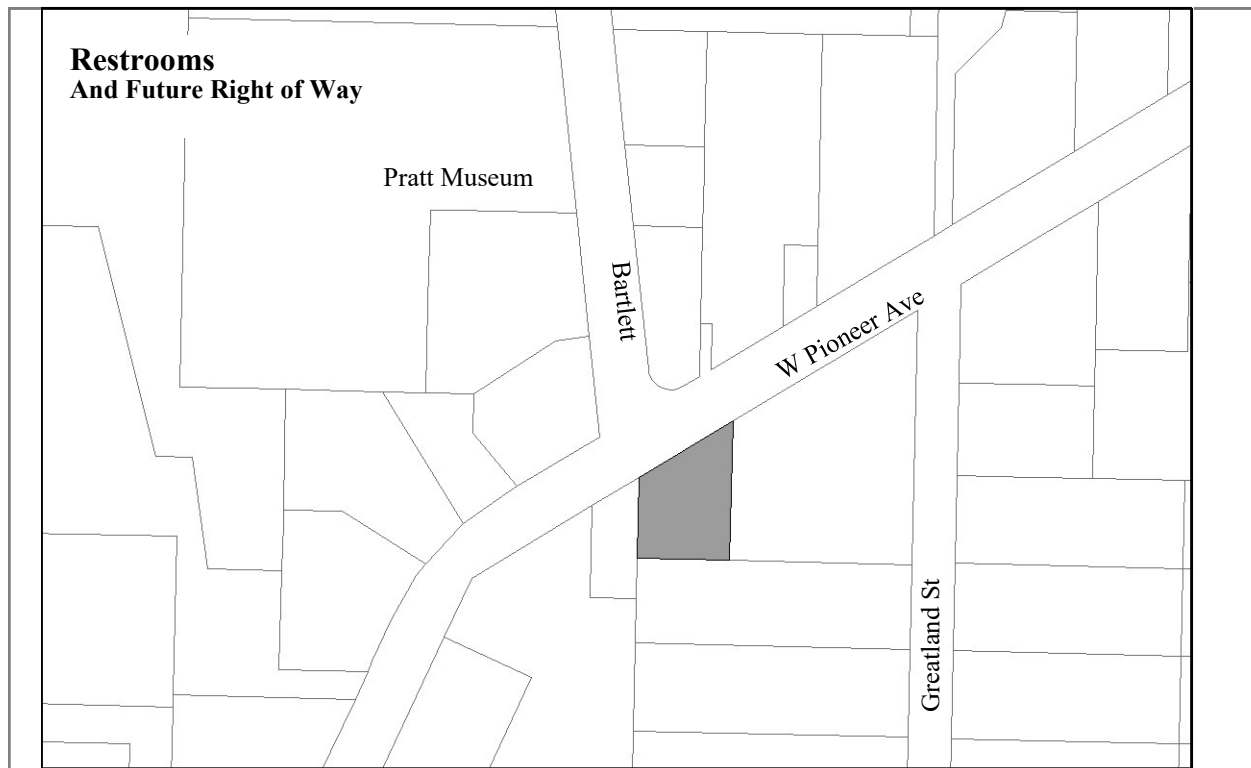 Restrooms
And Future Right of Way
Pratt Museum
Bartlett
W Pioneer Ave
Greatland St